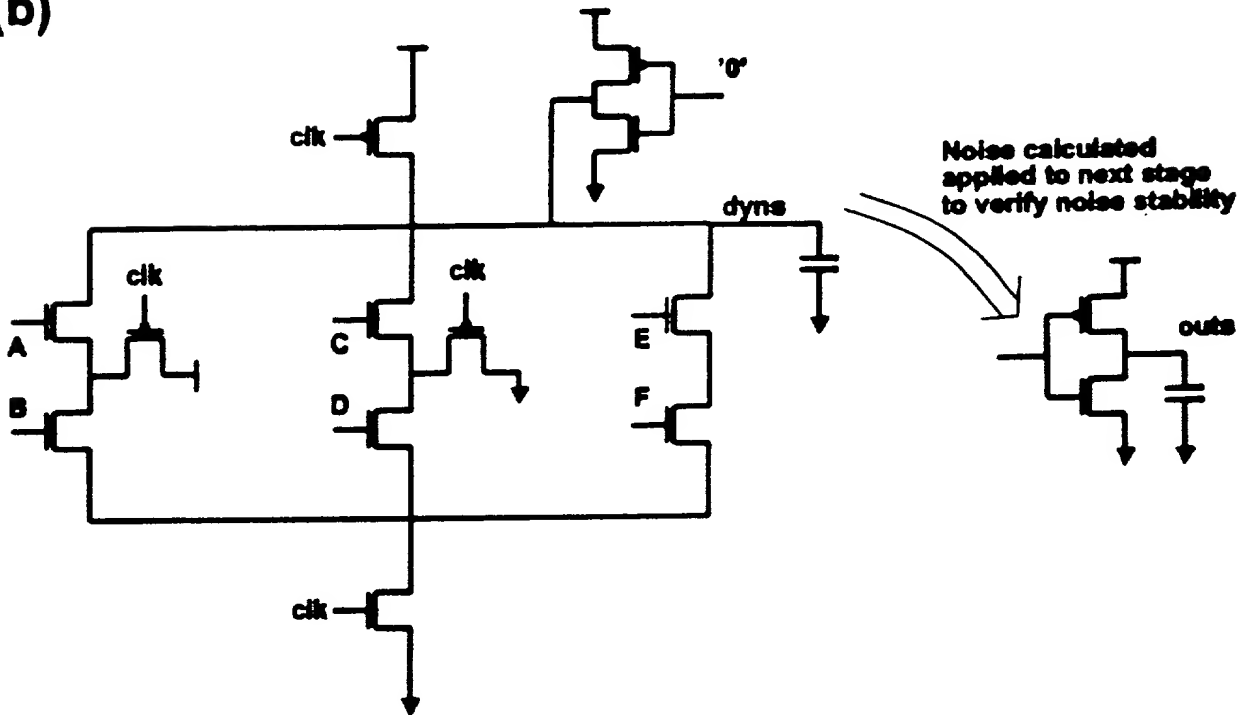 (b)
'0'
clk
Noise calculated
applied to next stage
to verify noise stability
dyns
clk
clk
A
C
E
outs
B
D
F
clk